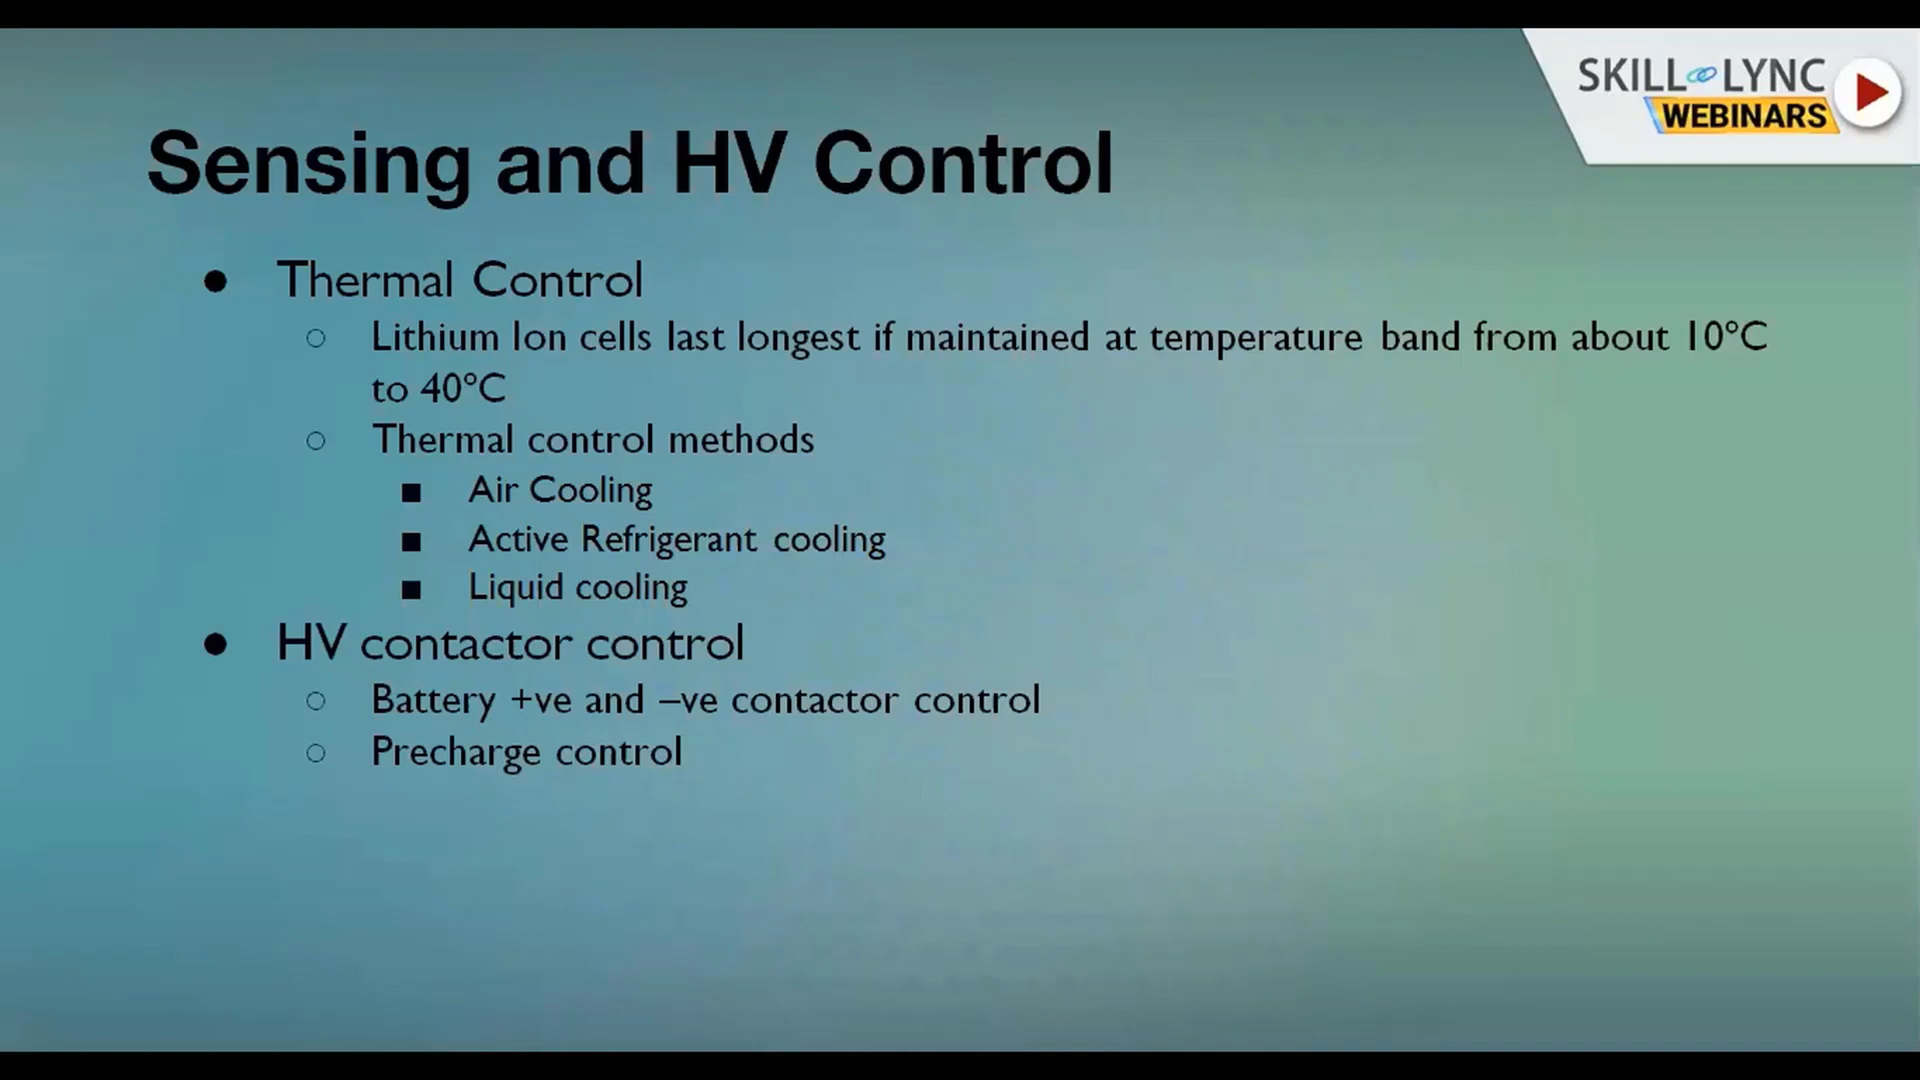 SKILL LYNC
WEBINARS
Sensing and HV Control
● Thermal Control
○ Lithium Ion cells last longest if maintained at temperature band from about 10°C
to 40°C
○ Thermal control methods
■ Air Cooling
■ Active Refrigerant cooling
■ Liquid cooling
● HV contactor control
○ Battery +ve and –ve contactor control
○ Precharge control